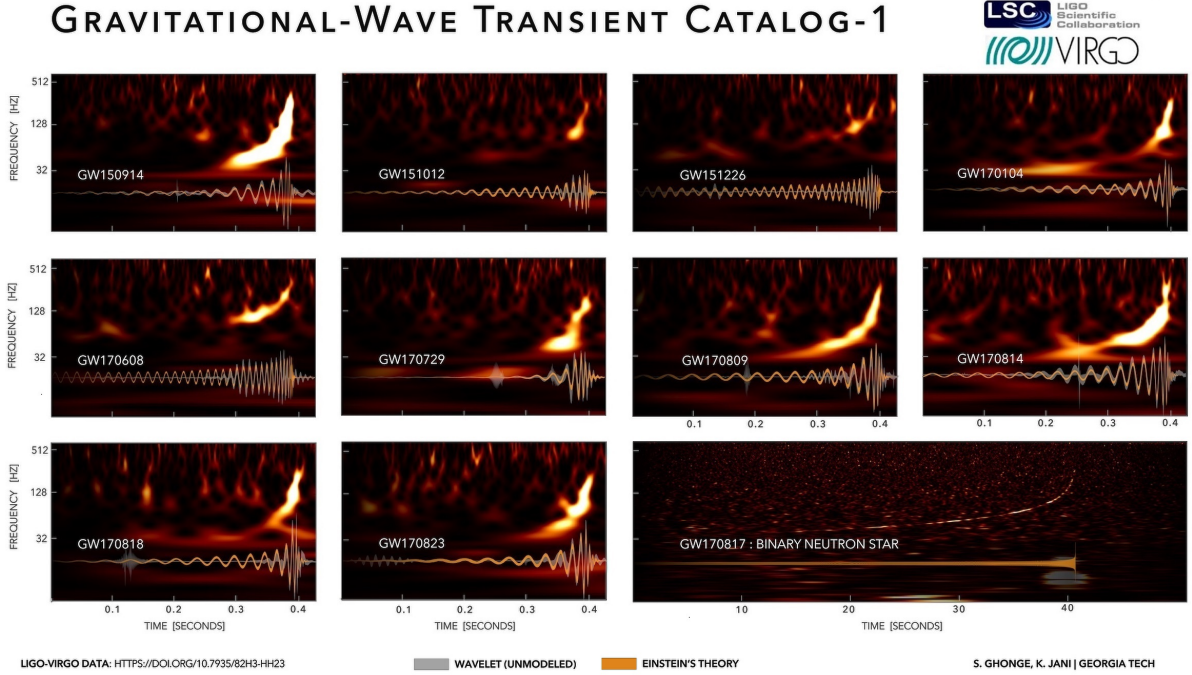 GRAVITATIONAL-WAVE TRANSIENT CATALOG-1
LSC LIGO Scientific Collaboration
VIRGO
FREQUENCY [HZ]
512
128
32
GW150914
GW151012
GW151226
GW170104
FREQUENCY [HZ]
512
128
32
GW170608
GW170729
GW170809
GW170814
0.1 0.2 0.3 0.4
0.1 0.2 0.3 0.4
FREQUENCY [HZ]
512
128
32
GW170818
GW170823
GW170817 : BINARY NEUTRON STAR
0.1 0.2 0.3 0.4
0.1 0.2 0.3 0.4
10 20 30 40
TIME [SECONDS]
TIME [SECONDS]
TIME [SECONDS]
LIGO-VIRGO DATA: HTTPS://DOI.ORG/10.7935/82H3-HH23
WAVELET (UNMODELED)
EINSTEIN'S THEORY
S. GHONGE, K. JANI | GEORGIA TECH